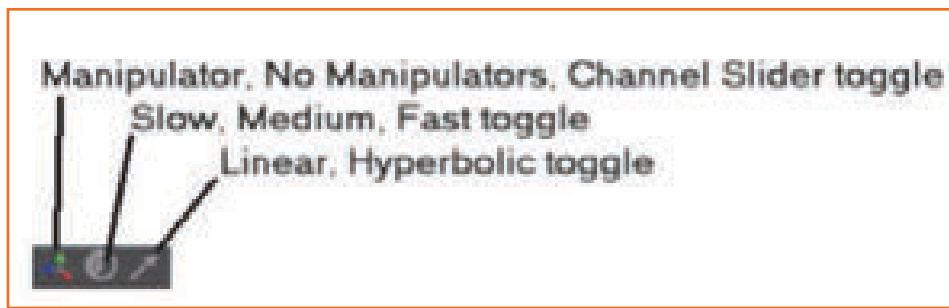 Manipulator, No Manipulators, Channel Slider toggle
Slow, Medium, Fast toggle
Linear, Hyperbolic toggle